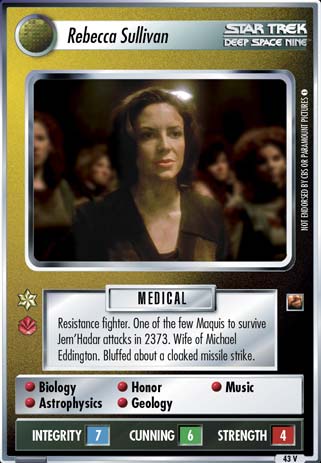 Rebecca Sullivan
STAR TREK
DEEP SPACE NINE
NOT ENDORSED BY CBS OR PARAMOUNT PICTURES
MEDICAL
Resistance fighter. One of the few Maquis to survive
Jem'Hadar attacks in 2373. Wife of Michael
Eddington. Bluffed about a cloaked missile strike.
Biology Honor Music
Astrophysics Geology
INTEGRITY 7 CUNNING 6 STRENGTH 4
43 V